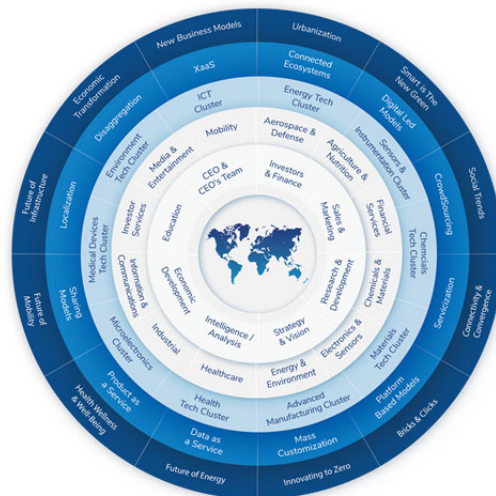 New Business Models
Urbanization
Smart is The
New Green
Social Trends
Connectivity &
Convergence
Bricks & Clicks
Innovating to Zero
Future of Energy
Health Wellness
& Well-Being
Future of
Mobility
Future of
Infrastructure
Economic
Transformation
XaaS
Connected
Ecosystems
Digital Led
Models
CrowdSourcing
Servicization
Platform
Based Models
Mass
Customization
Data as
a Service
Product as
a Service
Sharing
Models
Localization
Disaggregation
ICT
Cluster
Energy Tech
Cluster
Sensors &
Instrumentation Cluster
Chemcials
Tech Cluster
Materials
Tech Cluster
Advanced
Manufacturing Cluster
Health
Tech Cluster
Microelectronics
Cluster
Medical Devices
Tech Cluster
Environment
Tech Cluster
Mobility
Aerospace &
Defense
Agriculture &
Nutrition
Financial
Services
Chemicals &
Materials
Electronics &
Sensors
Energy &
Environment
Healthcare
Industrial
Information &
Communications
Investor
Services
Media &
Entertainment
CEO &
CEO's Team
Investors
& Finance
Sales &
Marketing
Research &
Development
Strategy
& Vision
Intelligence /
Analysis
Economic
Development
Education